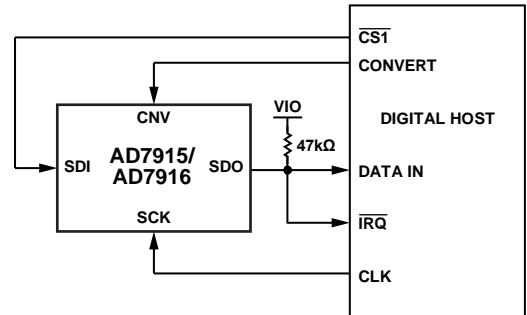 CS1
CONVERT
VIO
CNV
DIGITAL HOST
47kΩ
AD7915/
AD7916
SDI
SDO
DATA IN
SCK
IRQ
CLK